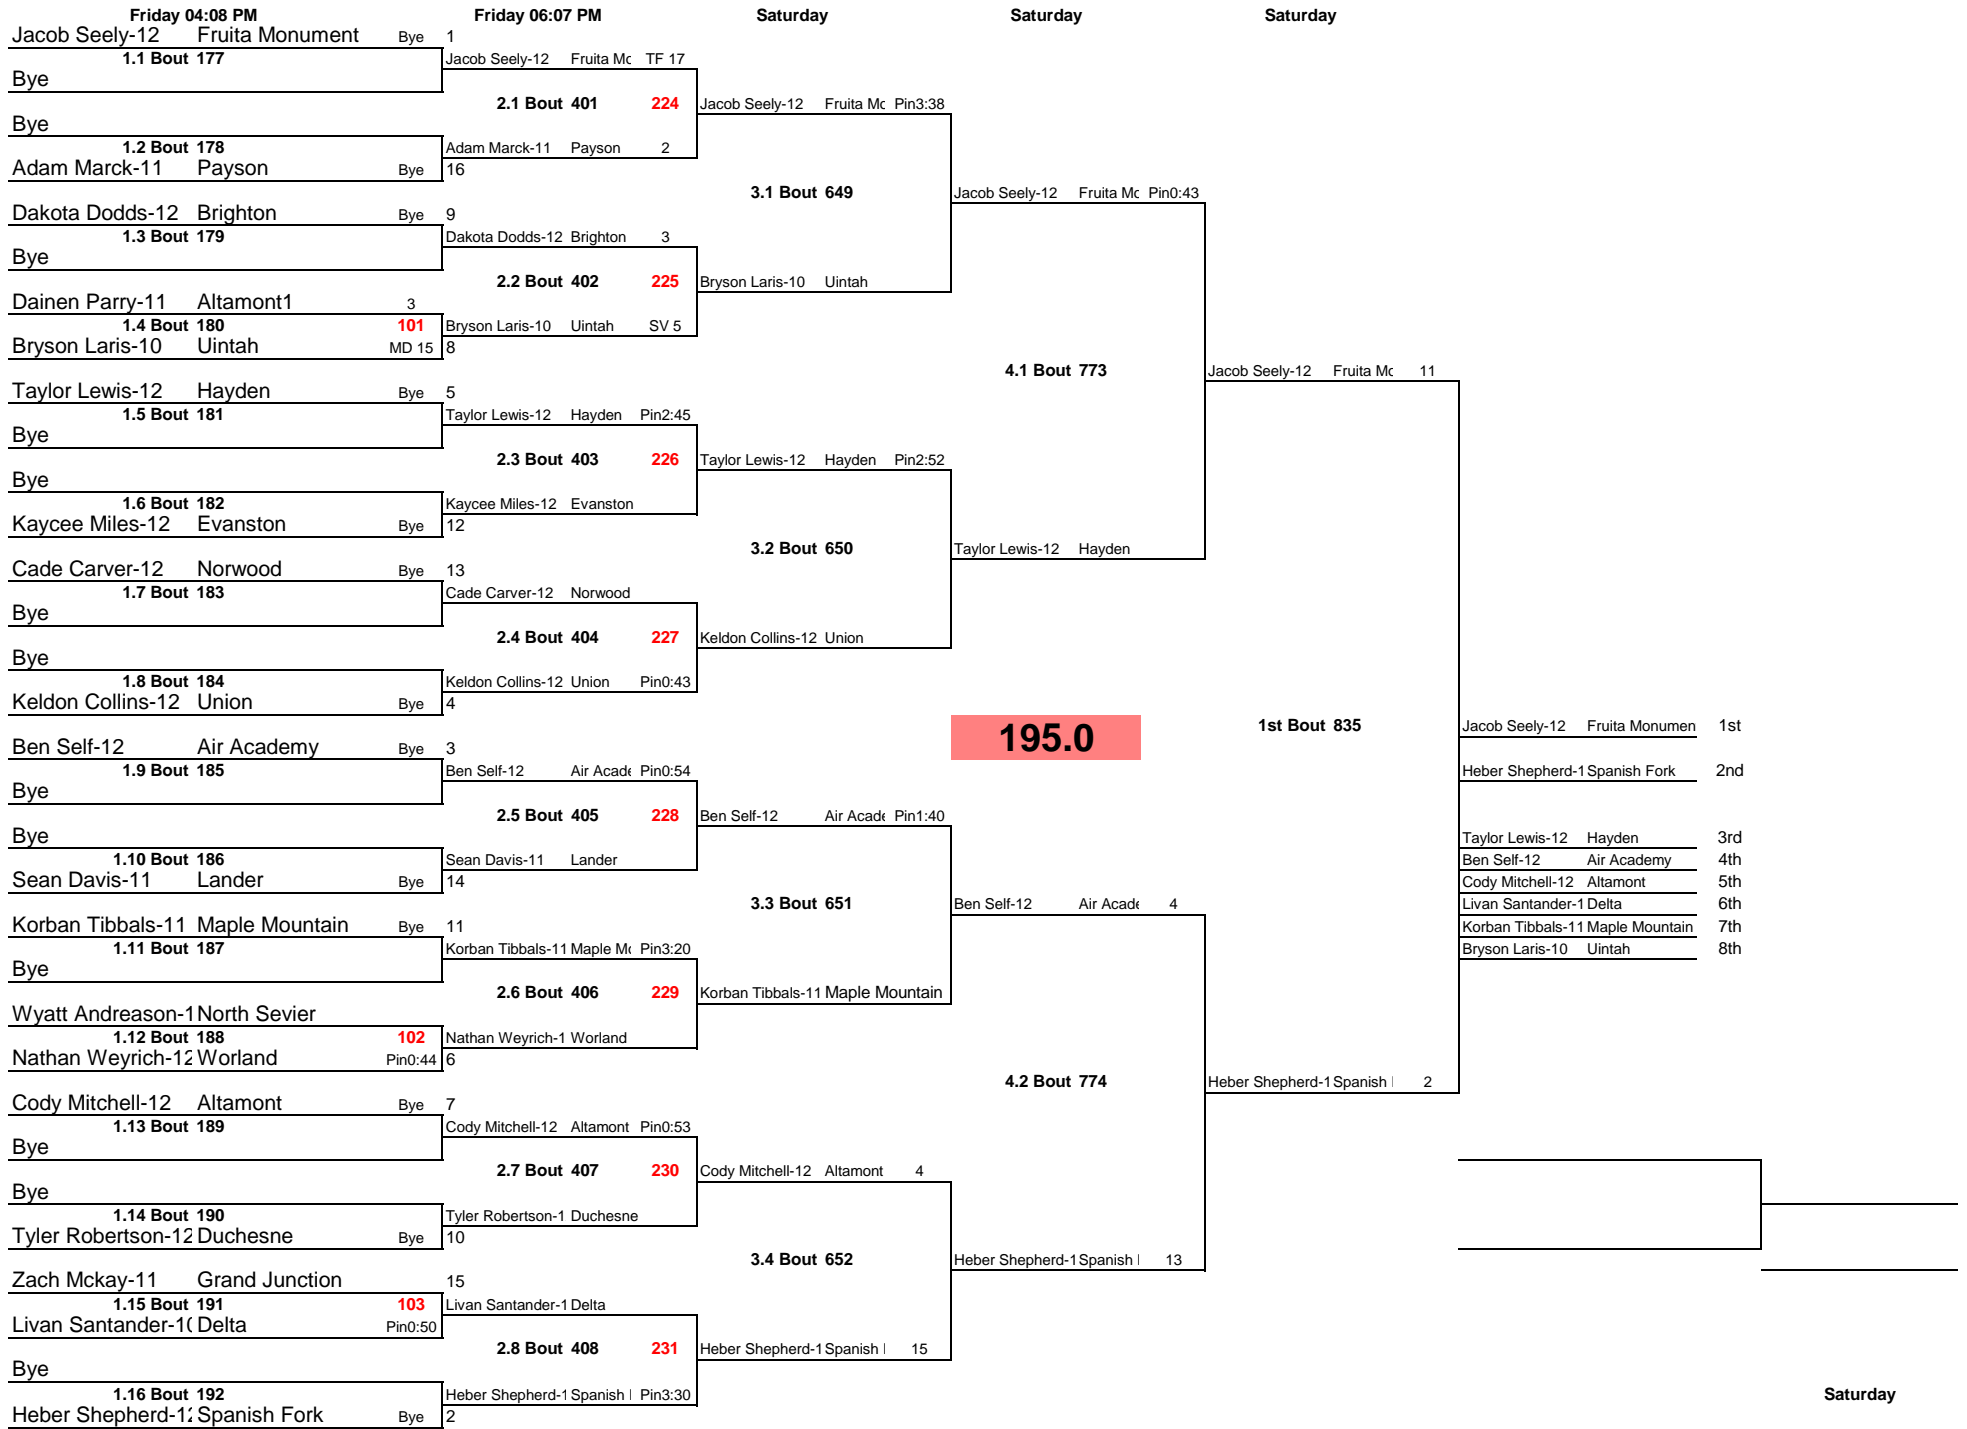 Friday 04:08 PM Friday 06:07 PM Saturday Saturday Saturday
Jacob Seely-12 Fruita Monument Bye 1
1.1 Bout 177
Jacob Seely-12 Fruita Mc TF 17
Bye
2.1 Bout 401 224
Jacob Seely-12 Fruita Mc Pin3:38
Bye
1.2 Bout 178
Adam Marck-11 Payson 2
Adam Marck-11 Payson Bye 16
3.1 Bout 649
Jacob Seely-12 Fruita Mc Pin0:43
Dakota Dodds-12 Brighton Bye 9
1.3 Bout 179
Dakota Dodds-12 Brighton 3
Bye
2.2 Bout 402 225
Bryson Laris-10 Uintah
Dainen Parry-11 Altamont1 3
1.4 Bout 180 101
Bryson Laris-10 Uintah SV 5
Bryson Laris-10 Uintah MD 15 8
4.1 Bout 773
Jacob Seely-12 Fruita Mc 11
Taylor Lewis-12 Hayden Bye 5
1.5 Bout 181
Taylor Lewis-12 Hayden Pin2:45
Bye
2.3 Bout 403 226
Taylor Lewis-12 Hayden Pin2:52
Bye
1.6 Bout 182
Kaycee Miles-12 Evanston
Kaycee Miles-12 Evanston Bye 12
3.2 Bout 650
Taylor Lewis-12 Hayden
Cade Carver-12 Norwood Bye 13
1.7 Bout 183
Cade Carver-12 Norwood
Bye
2.4 Bout 404 227
Keldon Collins-12 Union
Bye
1.8 Bout 184
Keldon Collins-12 Union Pin0:43
Keldon Collins-12 Union Bye 4
195.0
1st Bout 835
Jacob Seely-12 Fruita Monumen 1st
Ben Self-12 Air Academy Bye 3
1.9 Bout 185
Ben Self-12 Air Acade Pin0:54
Heber Shepherd-1 Spanish Fork 2nd
Bye
2.5 Bout 405 228
Ben Self-12 Air Acade Pin1:40
Bye
Taylor Lewis-12 Hayden 3rd
1.10 Bout 186
Sean Davis-11 Lander
Ben Self-12 Air Academy 4th
Sean Davis-11 Lander Bye 14
Cody Mitchell-12 Altamont 5th
3.3 Bout 651
Ben Self-12 Air Acade 4
Livan Santander-1 Delta 6th
Korban Tibbals-11 Maple Mountain Bye 11
Korban Tibbals-11 Maple Mountain 7th
1.11 Bout 187
Korban Tibbals-11 Maple Mo Pin3:20
Bryson Laris-10 Uintah 8th
Bye
2.6 Bout 406 229
Korban Tibbals-11 Maple Mountain
Wyatt Andreason-1 North Sevier
1.12 Bout 188 102
Nathan Weyrich-1 Worland
Nathan Weyrich-12 Worland Pin0:44 6
4.2 Bout 774
Heber Shepherd-1 Spanish 2
Cody Mitchell-12 Altamont Bye 7
1.13 Bout 189
Cody Mitchell-12 Altamont Pin0:53
Bye
2.7 Bout 407 230
Cody Mitchell-12 Altamont 4
Bye
1.14 Bout 190
Tyler Robertson-1 Duchesne
Tyler Robertson-12 Duchesne Bye 10
3.4 Bout 652
Heber Shepherd-1 Spanish 13
Zach Mckay-11 Grand Junction 15
1.15 Bout 191 103
Livan Santander-1 Delta
Livan Santander-10 Delta Pin0:50
2.8 Bout 408 231
Heber Shepherd-1 Spanish 15
Bye
1.16 Bout 192
Heber Shepherd-1 Spanish Pin3:30
Saturday
Heber Shepherd-12 Spanish Fork Bye 2